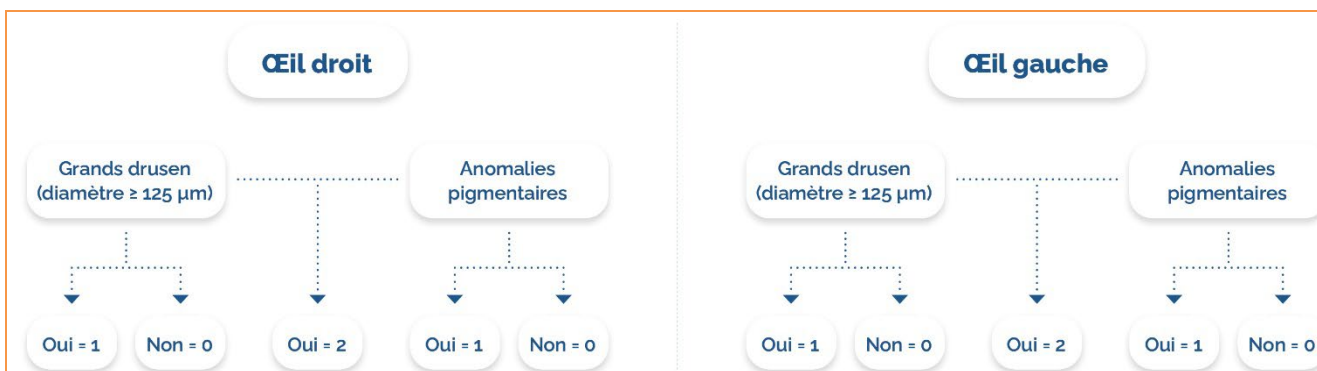 Œil droit
Œil gauche
Grands drusen
(diamètre ≥ 125 µm)
Anomalies
pigmentaires
Grands drusen
(diamètre ≥ 125 µm)
Anomalies
pigmentaires
Oui = 1
Non = 0
Oui = 2
Oui = 1
Non = 0
Oui = 1
Non = 0
Oui = 2
Oui = 1
Non = 0